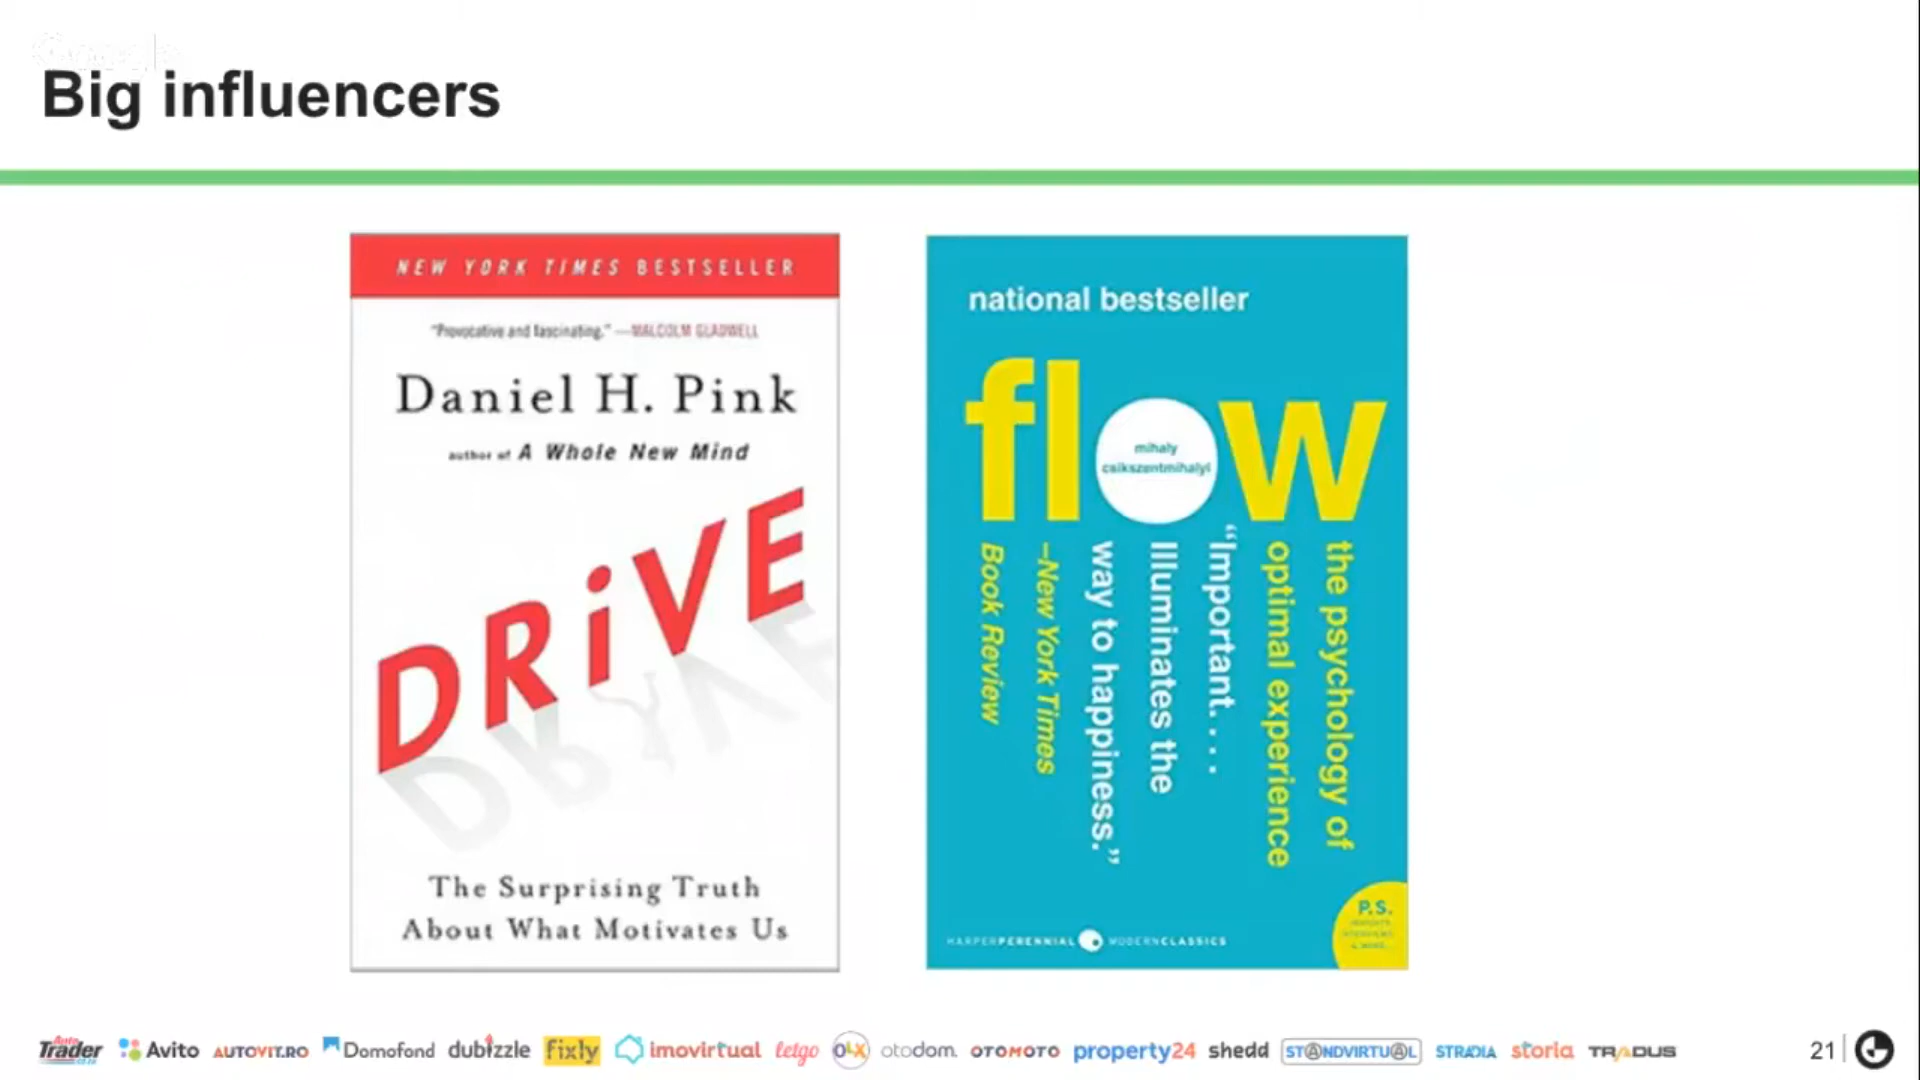 Google
Big influencers
NEW YORK TIMES BESTSELLER
"Provocative and fascinating." —MALCOLM GLADWELL
Daniel H. Pink
author of A Whole New Mind
DRiVE
The Surprising Truth
About What Motivates Us
national bestseller
flow
mihaly
csikszentmihalyi
the psychology of
optimal experience
“Important. . . .
Illuminates the
way to happiness.”
–New York Times
Book Review
P.S.
HARPERPERENNIAL MODERNCLASSICS
Auto Trader Avito AUTOVIT.RO Domofond dubizzle fixly imovirtual letgo OLX otodom OTOMOTO property24 shedd STANDVIRTUAL STRADIA storia TRADUS
21